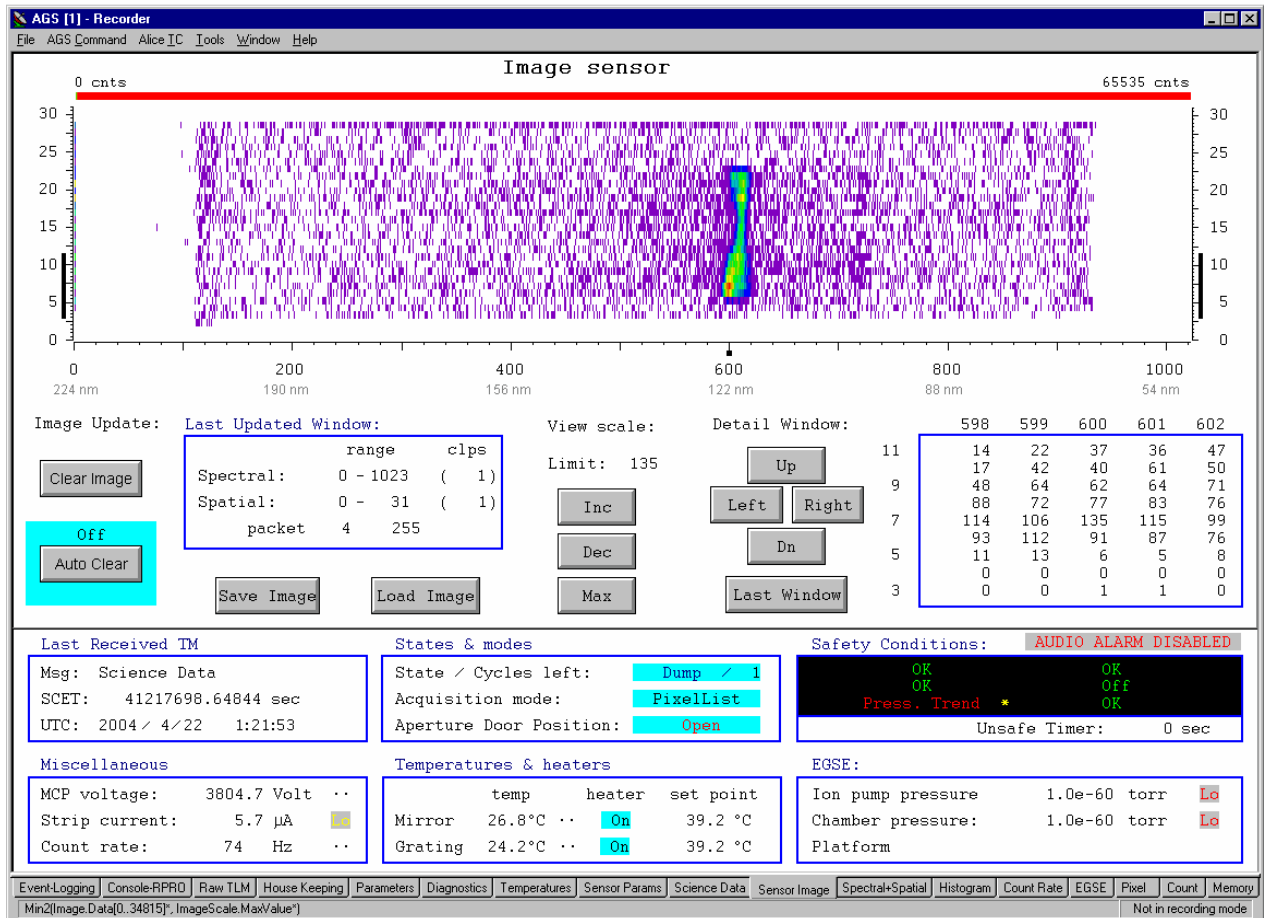 AGS [1] - Recorder
File AGS Command Alice TC Tools Window Help
Image sensor
0 cnts 65535 cnts
30 30
25 25
20 20
15 15
10 10
5 5
0 0
0 200 400 600 800 1000
224 nm 190 nm 156 nm 122 nm 88 nm 54 nm
Image Update: Last Updated Window: View scale: Detail Window: 598 599 600 601 602
range clps
Spectral: 0 - 1023 ( 1)
Spatial: 0 - 31 ( 1)
packet 4 255
Clear Image
Off
Auto Clear
Save Image Load Image
Limit: 135
Inc
Dec
Max
Up
Left Right
Dn
Last Window
11 14 22 37 36 47
17 42 40 61 50
9 48 64 62 64 71
88 72 77 83 76
7 114 106 135 115 99
93 112 91 87 76
5 11 13 6 5 8
0 0 0 0 0
3 0 0 1 1 0
Last Received TM
Msg: Science Data
SCET: 41217698.64844 sec
UTC: 2004 / 4/22 1:21:53
States & modes
State / Cycles left: Dump / 1
Acquisition mode: PixelList
Aperture Door Position: Open
Safety Conditions: AUDIO ALARM DISABLED
OK OK
OK Off
Press. Trend * OK
Unsafe Timer: 0 sec
Miscellaneous
MCP voltage: 3804.7 Volt ..
Strip current: 5.7 µA Lo
Count rate: 74 Hz ..
Temperatures & heaters
temp heater set point
Mirror 26.8°C .. On 39.2 °C
Grating 24.2°C .. On 39.2 °C
EGSE:
Ion pump pressure 1.0e-60 torr Lo
Chamber pressure: 1.0e-60 torr Lo
Platform
Event-Logging Console-RPRO Raw TLM House Keeping Parameters Diagnostics Temperatures Sensor Params Science Data Sensor Image Spectral+Spatial Histogram Count Rate EGSE Pixel Count Memory
Min2(Image.Data[0..34815]*, ImageScale.MaxValue*) Not in recording mode